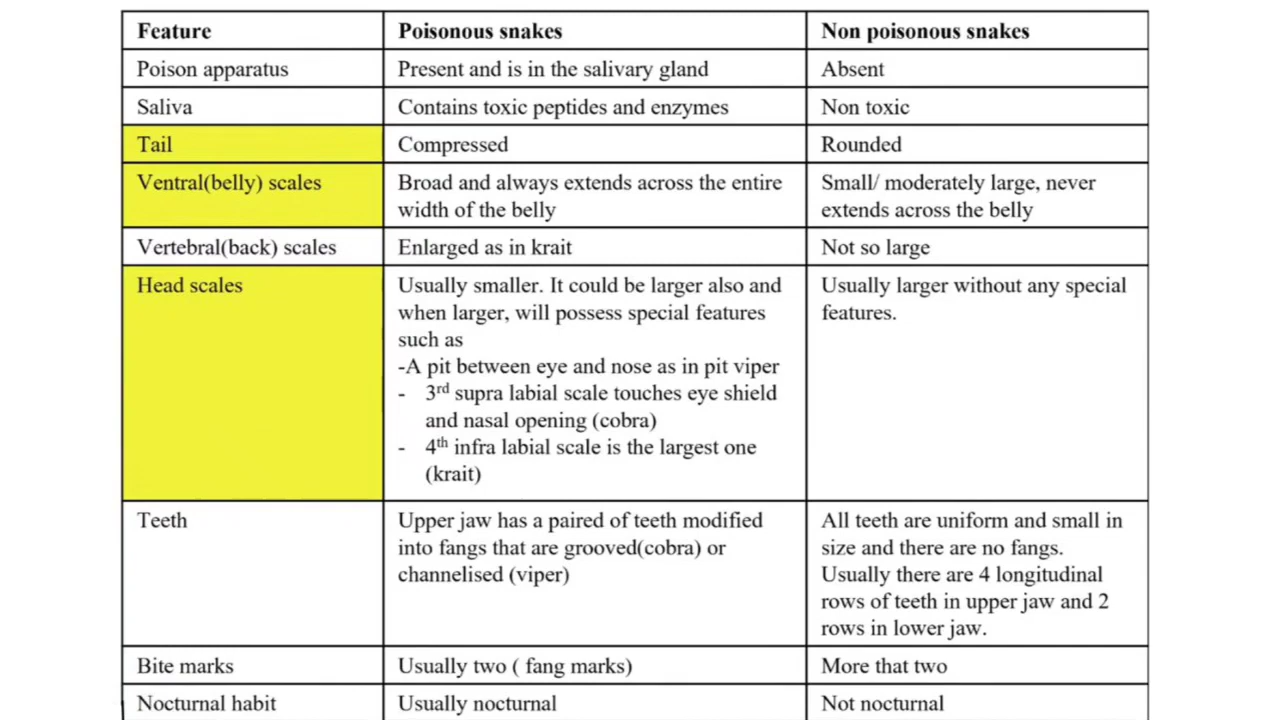 Feature Poisonous snakes Non poisonous snakes
Poison apparatus Present and is in the salivary gland Absent
Saliva Contains toxic peptides and enzymes Non toxic
Tail Compressed Rounded
Ventral(belly) scales Broad and always extends across the entire Small/ moderately large, never
width of the belly extends across the belly
Vertebral(back) scales Enlarged as in krait Not so large
Head scales Usually smaller. It could be larger also and Usually larger without any special
when larger, will possess special features features.
such as
-A pit between eye and nose as in pit viper
- 3rd supra labial scale touches eye shield
and nasal opening (cobra)
- 4th infra labial scale is the largest one
(krait)
Teeth Upper jaw has a paired of teeth modified All teeth are uniform and small in
into fangs that are grooved(cobra) or size and there are no fangs.
channelised (viper) Usually there are 4 longitudinal
rows of teeth in upper jaw and 2
rows in lower jaw.
Bite marks Usually two ( fang marks) More that two
Nocturnal habit Usually nocturnal Not nocturnal